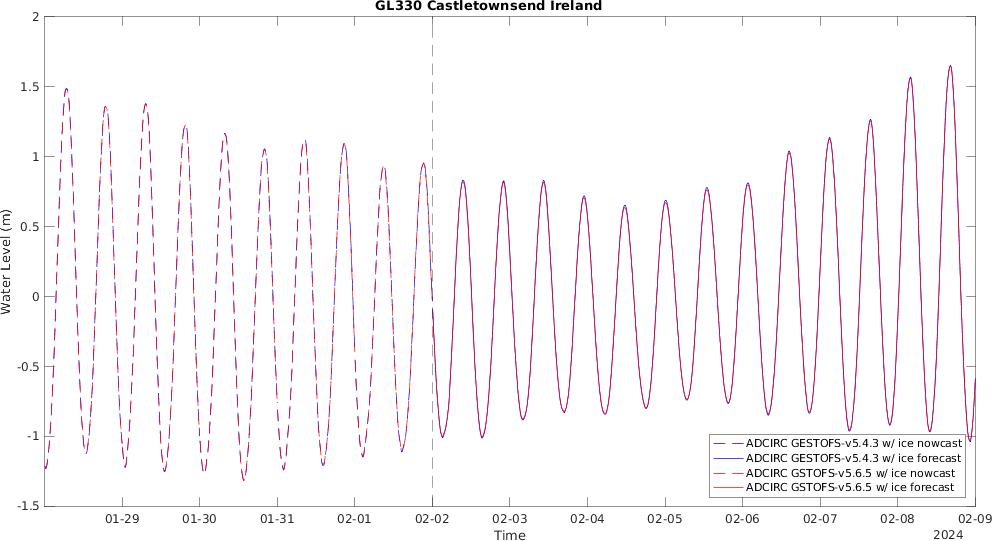 GL330 Castletownsend Ireland
2
1.5
1
0.5
0
-0.5
-1
-1.5
Water Level (m)
ADCIRC GESTOFS-v5.4.3 w/ ice nowcast
ADCIRC GESTOFS-v5.4.3 w/ ice forecast
ADCIRC GSTOFS-v5.6.5 w/ ice nowcast
ADCIRC GSTOFS-v5.6.5 w/ ice forecast
01-29 01-30 01-31 02-01 02-02 02-03 02-04 02-05 02-06 02-07 02-08 02-09
Time
2024